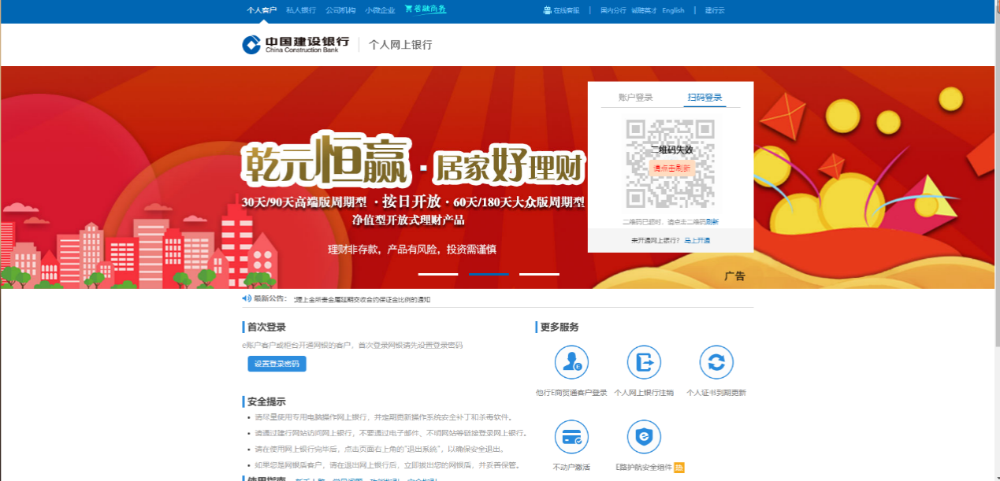 个人客户 私人银行 公司机构 小微企业 善融商务 在线客服 | 国内分行 诚聘英才 English | 建行云
中国建设银行 个人网上银行
China Construction Bank
账户登录 扫码登录
二维码失效
请点击刷新
二维码已超时，请点击二维码刷新
未开通网上银行？ 马上开通
乾元恒赢·居家好理财
30天/90天高端版周期型 · 按日开放 · 60天/180天大众版周期型
净值型开放式理财产品
理财非存款，产品有风险，投资需谨慎
广告
最新公告： 理上金所贵金属延期交收合约保证金比例的通知
首次登录
e账户客户或柜台开通网银的客户，首次登录网银请先设置登录密码
设置登录密码
更多服务
他行E商贸通客户登录 个人网上银行注销 个人证书到期更新
不动户激活 E路护航安全组件 热
安全提示
请尽量使用专用电脑操作网上银行，并定期更新操作系统安全补丁和杀毒软件。
请通过建行网站访问网上银行，不要通过电子邮件、不明网站等链接登录网上银行。
请在使用网上银行完毕后，点击页面右上角的"退出系统"，以确保安全退出。
如果您是网银盾客户，请在退出网上银行后，立即拔出您的网银盾，并妥善保管。
使用指南